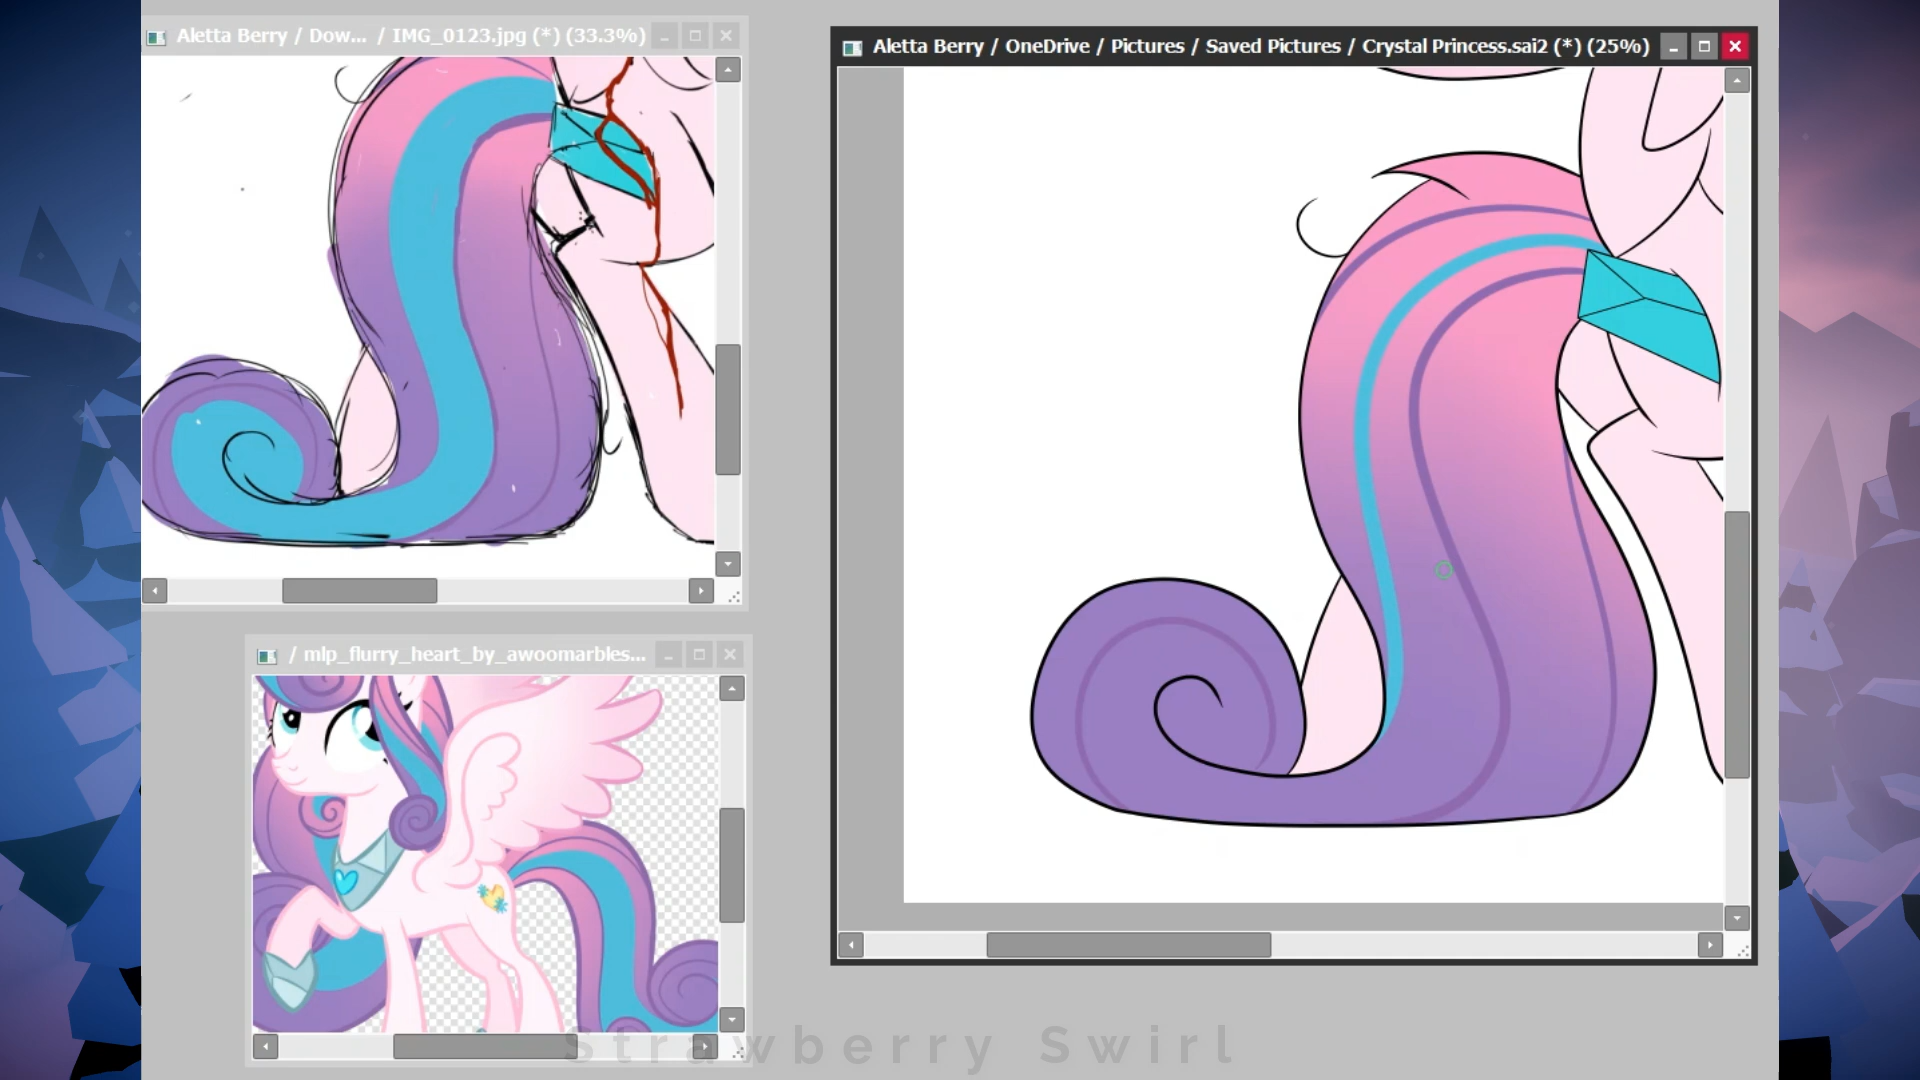 Aletta Berry / Dow... / IMG_0123.jpg (*) (33.3%)
Aletta Berry / OneDrive / Pictures / Saved Pictures / Crystal Princess.sai2 (*) (25%)
/ mlp_flurry_heart_by_awoomarbles...
Strawberry Swirl